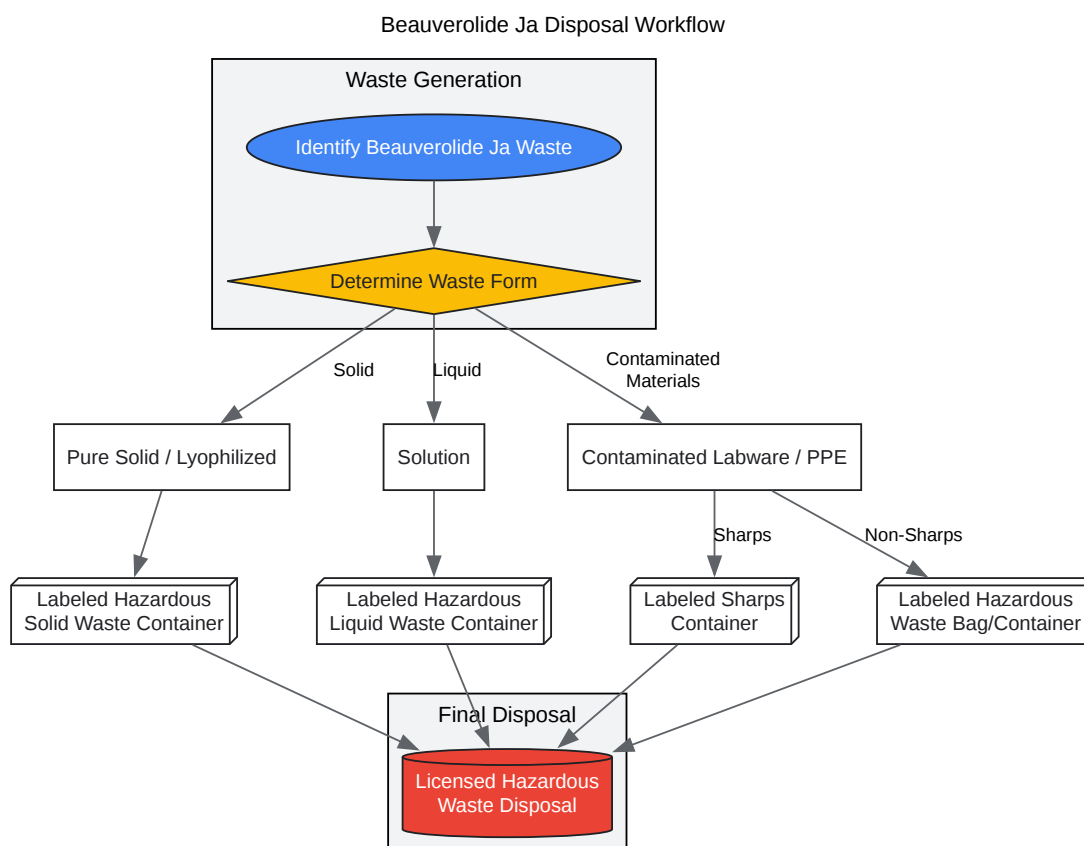 Beauverolide Ja Disposal Workflow
Waste Generation
Identify Beauverolide Ja Waste
Determine Waste Form
Solid
Liquid
Contaminated
Materials
Pure Solid / Lyophilized
Solution
Contaminated Labware / PPE
Sharps
Non-Sharps
Labeled Hazardous
Solid Waste Container
Labeled Hazardous
Liquid Waste Container
Labeled Sharps
Container
Labeled Hazardous
Waste Bag/Container
Final Disposal
Licensed Hazardous
Waste Disposal